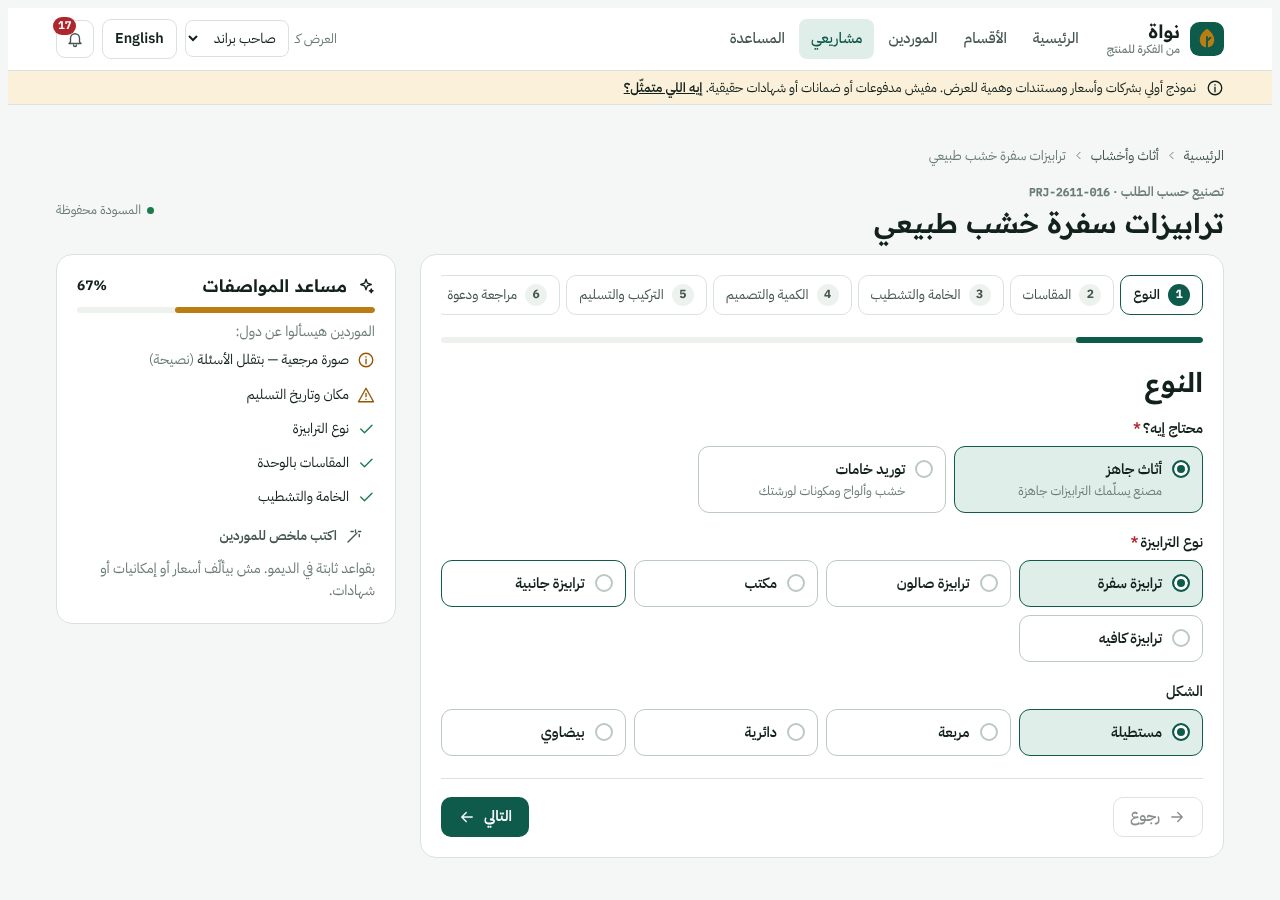 نواة
من الفكرة للمنتج
الرئيسية
الأقسام
الموردين
مشاريعي
المساعدة
العرض كـ
صاحب براند
English
17
نموذج أولي بشركات وأسعار ومستندات وهمية للعرض. مفيش مدفوعات أو ضمانات أو شهادات حقيقية. إيه اللي متمثّل؟
الرئيسية › أثاث وأخشاب › ترابيزات سفرة خشب طبيعي
تصنيع حسب الطلب · PRJ-2611-016
ترابيزات سفرة خشب طبيعي
المسودة محفوظة
1 النوع
2 المقاسات
3 الخامة والتشطيب
4 الكمية والتصميم
5 التركيب والتسليم
6 مراجعة ودعوة
النوع
محتاج إيه؟ *
أثاث جاهز
مصنع يسلّمك الترابيزات جاهزة
توريد خامات
خشب وألواح ومكونات لورشتك
نوع الترابيزة *
ترابيزة سفرة
ترابيزة صالون
مكتب
ترابيزة جانبية
ترابيزة كافيه
الشكل
مستطيلة
مربعة
دائرية
بيضاوي
رجوع
التالي
مساعد المواصفات
67%
الموردين هيسألوا عن دول:
صورة مرجعية — بتقلل الأسئلة (نصيحة)
مكان وتاريخ التسليم
نوع الترابيزة
المقاسات بالوحدة
الخامة والتشطيب
اكتب ملخص للموردين
بقواعد ثابتة في الديمو. مش بيألّف أسعار أو إمكانيات أو
شهادات.